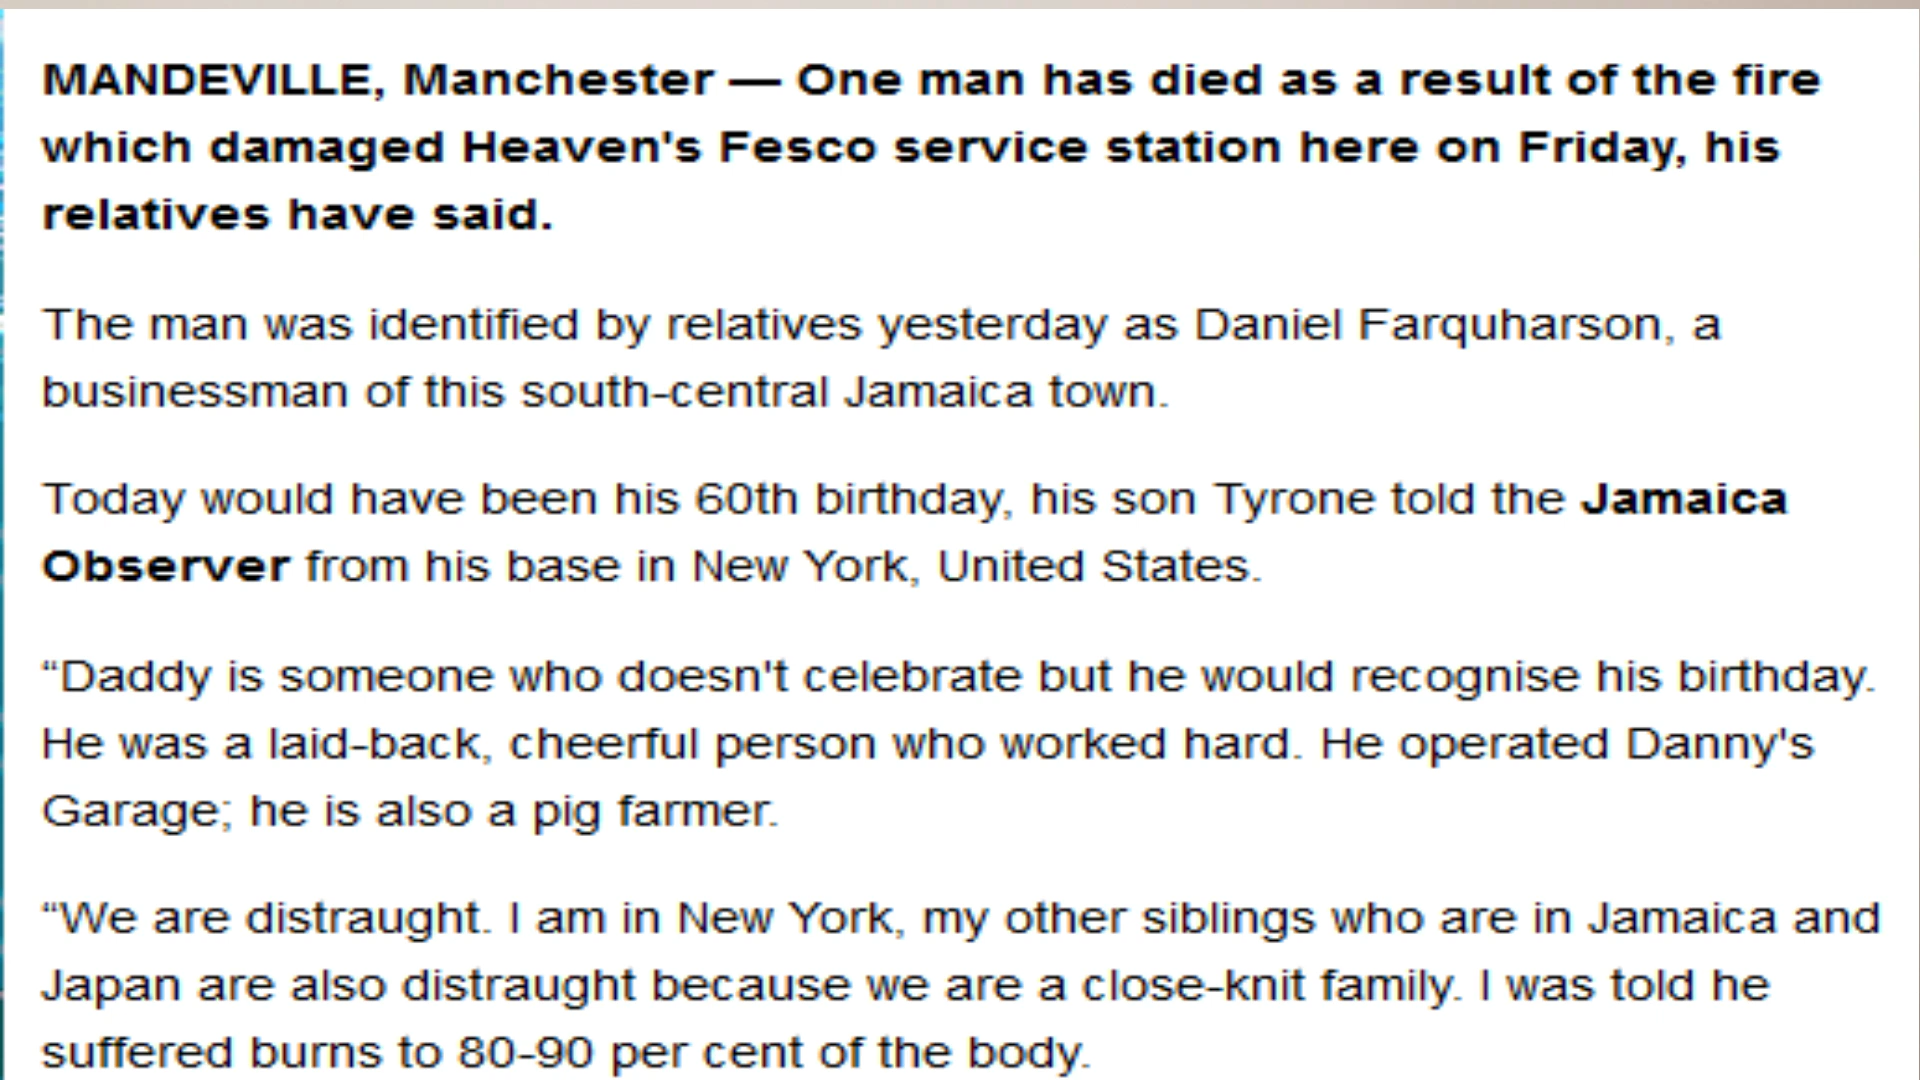 MANDEVILLE, Manchester — One man has died as a result of the fire
which damaged Heaven's Fesco service station here on Friday, his
relatives have said.
The man was identified by relatives yesterday as Daniel Farquharson, a
businessman of this south-central Jamaica town.
Today would have been his 60th birthday, his son Tyrone told the Jamaica
Observer from his base in New York, United States.
“Daddy is someone who doesn't celebrate but he would recognise his birthday.
He was a laid-back, cheerful person who worked hard. He operated Danny's
Garage; he is also a pig farmer.
“We are distraught. I am in New York, my other siblings who are in Jamaica and
Japan are also distraught because we are a close-knit family. I was told he
suffered burns to 80-90 per cent of the body.